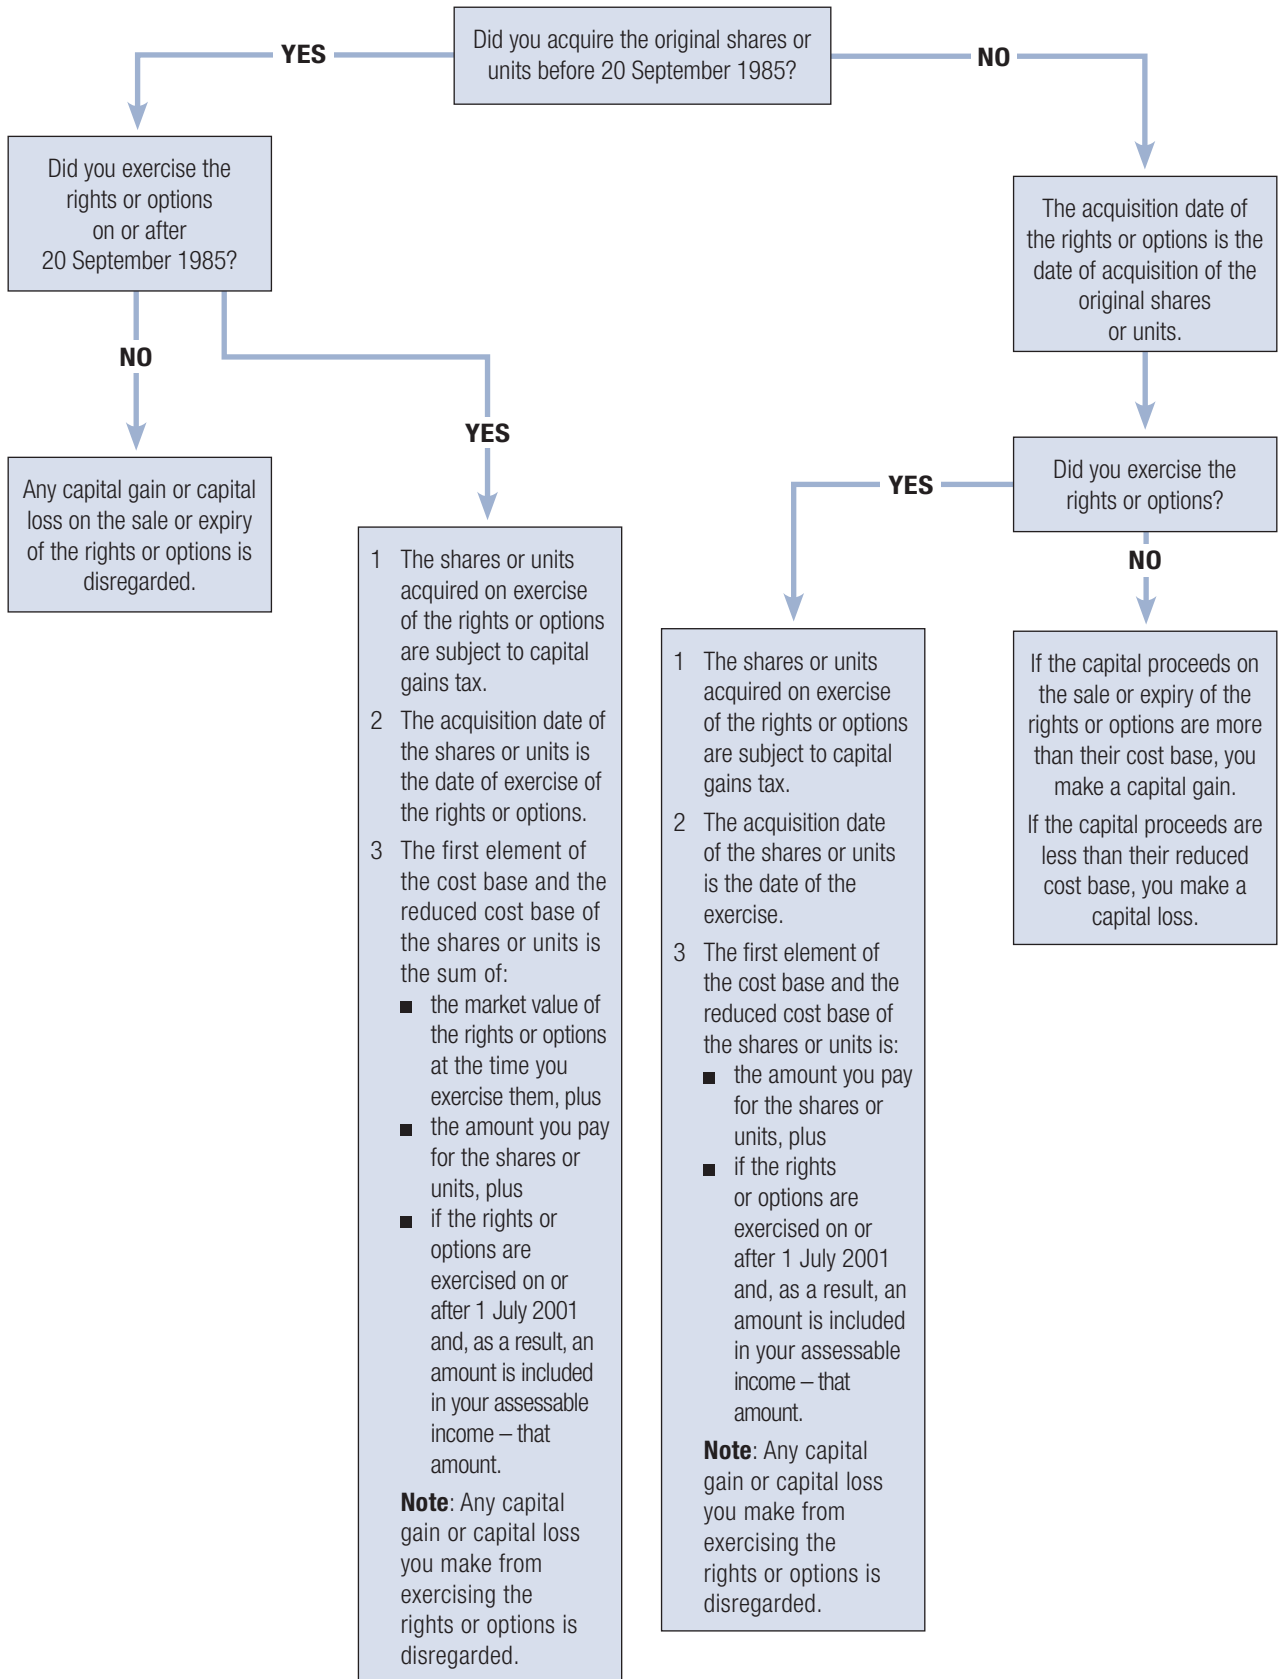 Did you acquire the original shares or
units before 20 September 1985?
YES
NO
Did you exercise the
rights or options
on or after
20 September 1985?
NO
YES
Any capital gain or capital
loss on the sale or expiry
of the rights or options is
disregarded.
1 The shares or units
acquired on exercise
of the rights or options
are subject to capital
gains tax.
2 The acquisition date of
the shares or units is
the date of exercise of
the rights or options.
3 The first element of
the cost base and the
reduced cost base of
the shares or units is
the sum of:
■ the market value of
the rights or options
at the time you
exercise them, plus
■ the amount you pay
for the shares or
units, plus
■ if the rights or
options are
exercised on or
after 1 July 2001
and, as a result, an
amount is included
in your assessable
income – that
amount.
Note: Any capital
gain or capital loss
you make from
exercising the
rights or options is
disregarded.
The acquisition date of
the rights or options is the
date of acquisition of the
original shares
or units.
Did you exercise the
rights or options?
YES
NO
1 The shares or units
acquired on exercise
of the rights or options
are subject to capital
gains tax.
2 The acquisition date
of the shares or units
is the date of the
exercise.
3 The first element of
the cost base and the
reduced cost base of
the shares or units is:
■ the amount you pay
for the shares or
units, plus
■ if the rights
or options are
exercised on or
after 1 July 2001
and, as a result, an
amount is included
in your assessable
income – that
amount.
Note: Any capital
gain or capital loss
you make from
exercising the
rights or options is
disregarded.
If the capital proceeds on
the sale or expiry of the
rights or options are more
than their cost base, you
make a capital gain.
If the capital proceeds are
less than their reduced
cost base, you make a
capital loss.